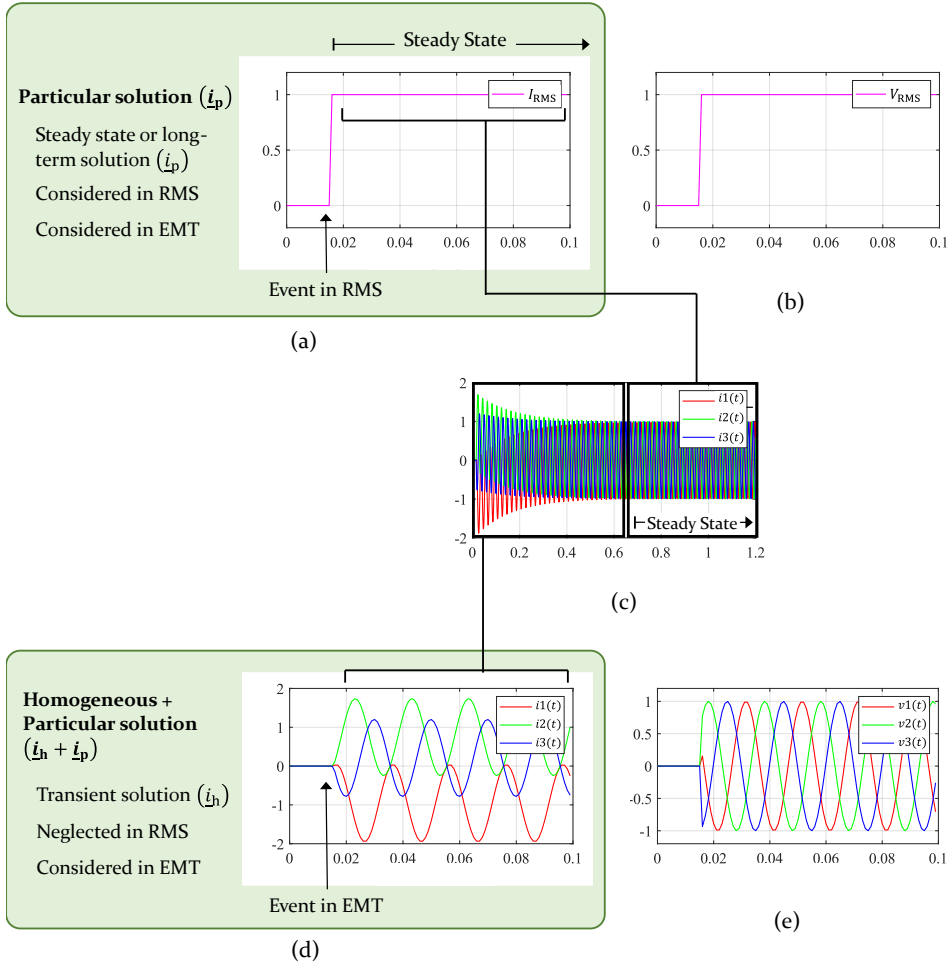 Steady State
Particular solution (i̲p)
Steady state or long-
term solution (i̲p)
Considered in RMS
Considered in EMT
I_RMS
1
0.5
0
0 0.02 0.04 0.06 0.08 0.1
Event in RMS
(a)
V_RMS
1
0.5
0
0 0.02 0.04 0.06 0.08 0.1
(b)
2
1
0
-1
-2
i1(t)
i2(t)
i3(t)
Steady State
0 0.2 0.4 0.6 0.8 1 1.2
(c)
Homogeneous +
Particular solution
(i̲h + i̲p)
Transient solution (i̲h)
Neglected in RMS
Considered in EMT
2
1
0
-1
-2
i1(t)
i2(t)
i3(t)
0 0.02 0.04 0.06 0.08 0.1
Event in EMT
(d)
1
0.5
0
-0.5
-1
v1(t)
v2(t)
v3(t)
0 0.02 0.04 0.06 0.08 0.1
(e)